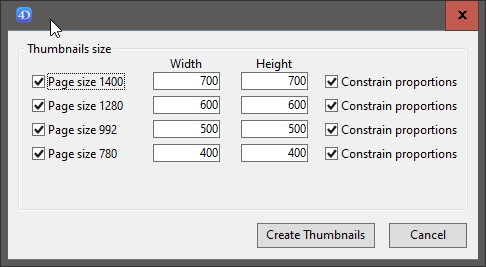 4D
Thumbnails size
Width Height
Page size 1400 700 700 Constrain proportions
Page size 1280 600 600 Constrain proportions
Page size 992 500 500 Constrain proportions
Page size 780 400 400 Constrain proportions
Create Thumbnails Cancel